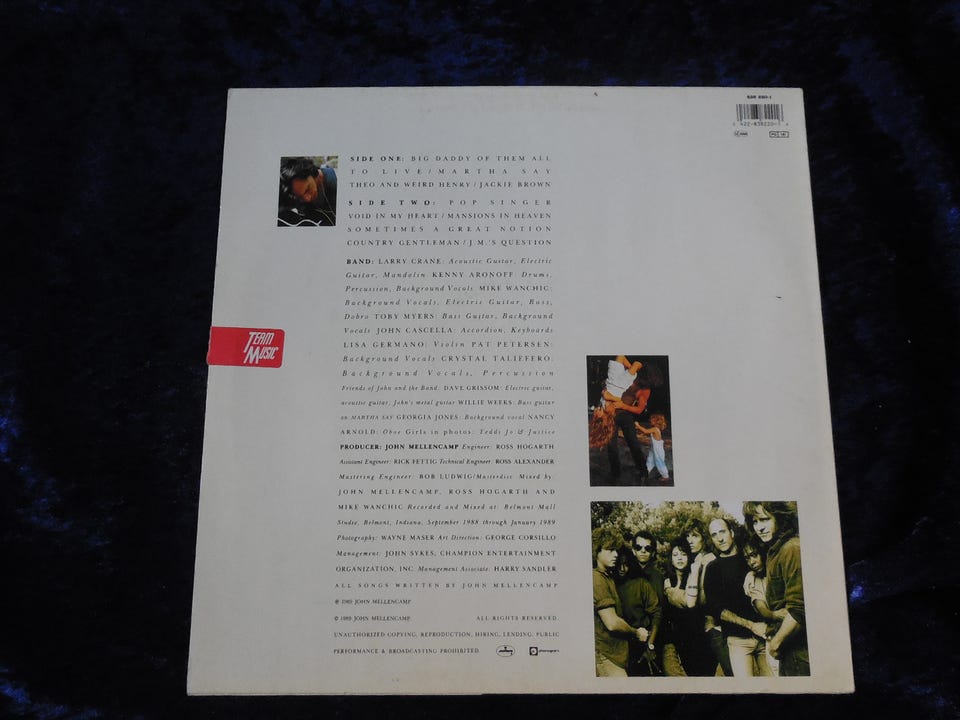 SIDE ONE: BIG DADDY OF THEM ALL
TO LIVE / MARTHA SAY
THEO AND WEIRD HENRY / JACKIE BROWN
SIDE TWO: POP SINGER
VOID IN MY HEART / MANSIONS IN HEAVEN
SOMETIMES A GREAT NOTION
COUNTRY GENTLEMAN / J.M.'S QUESTION
BAND: LARRY CRANE: Acoustic Guitar, Electric
Guitar, Mandolin KENNY ARONOFF: Drums,
Percussion, Background Vocals MIKE WANCHIC:
Background Vocals, Electric Guitar, Bass,
Dobro TOBY MYERS: Bass Guitar, Background
Vocals JOHN CASCELLA: Accordion, Keyboards
LISA GERMANO: Violin PAT PETERSEN:
Background Vocals CRYSTAL TALIEFERO:
Background Vocals, Percussion
Friends of John and the Band: DAVE GRISSOM: Electric guitar,
acoustic guitar, John's metal guitar WILLIE WEEKS: Bass guitar
on MARTHA SAY GEORGIA JONES: Background vocal NANCY
ARNOLD: Oboe Girls in photos: Teddi Jo & Justice
PRODUCER: JOHN MELLENCAMP Engineer: ROSS HOGARTH
Assistant Engineer: RICK FETTIG Technical Engineer: ROSS ALEXANDER
Mastering Engineer: BOB LUDWIG/Masterdisc Mixed by:
JOHN MELLENCAMP, ROSS HOGARTH AND
MIKE WANCHIC Recorded and Mixed at: Belmont Mall
Studio, Belmont, Indiana, September 1988 through January 1989
Photography: WAYNE MASER Art Direction: GEORGE CORSILLO
Management: JOHN SYKES, CHAMPION ENTERTAINMENT
ORGANIZATION, INC. Management Associate: HARRY SANDLER
ALL SONGS WRITTEN BY JOHN MELLENCAMP
℗ 1989 JOHN MELLENCAMP
© 1989 JOHN MELLENCAMP. ALL RIGHTS RESERVED.
UNAUTHORIZED COPYING, REPRODUCTION, HIRING, LENDING, PUBLIC
PERFORMANCE & BROADCASTING PROHIBITED. phonogram
TEAM
MUSIC